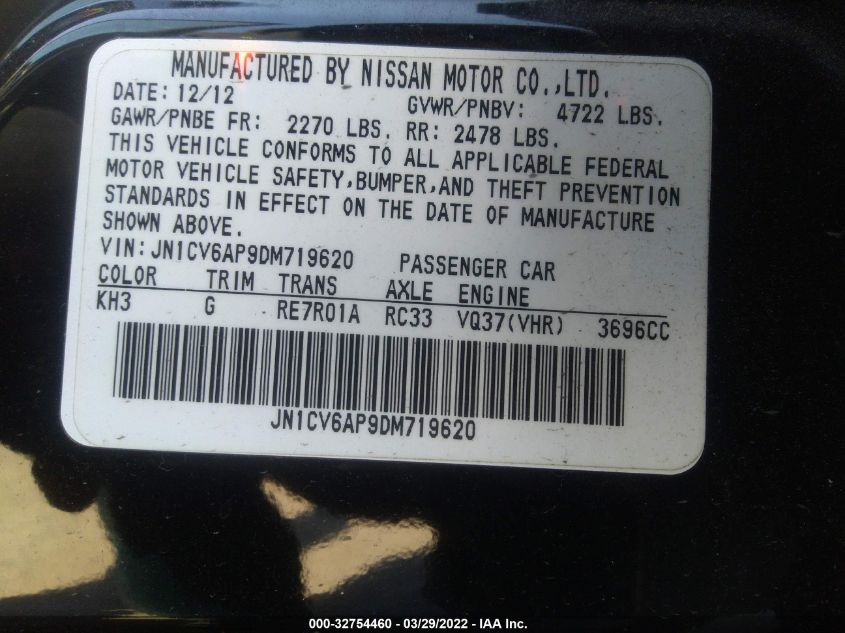 MANUFACTURED BY NISSAN MOTOR CO.,LTD.
DATE: 12/12 GVWR/PNBV: 4722 LBS.
GAWR/PNBE FR: 2270 LBS. RR: 2478 LBS.
THIS VEHICLE CONFORMS TO ALL APPLICABLE FEDERAL
MOTOR VEHICLE SAFETY,BUMPER,AND THEFT PREVENTION
STANDARDS IN EFFECT ON THE DATE OF MANUFACTURE
SHOWN ABOVE.
VIN:JN1CV6AP9DM719620 PASSENGER CAR
COLOR TRIM TRANS AXLE ENGINE
KH3 G RE7R01A RC33 VQ37(VHR) 3696CC
JN1CV6AP9DM719620
000-32754460 - 03/29/2022 - IAA Inc.